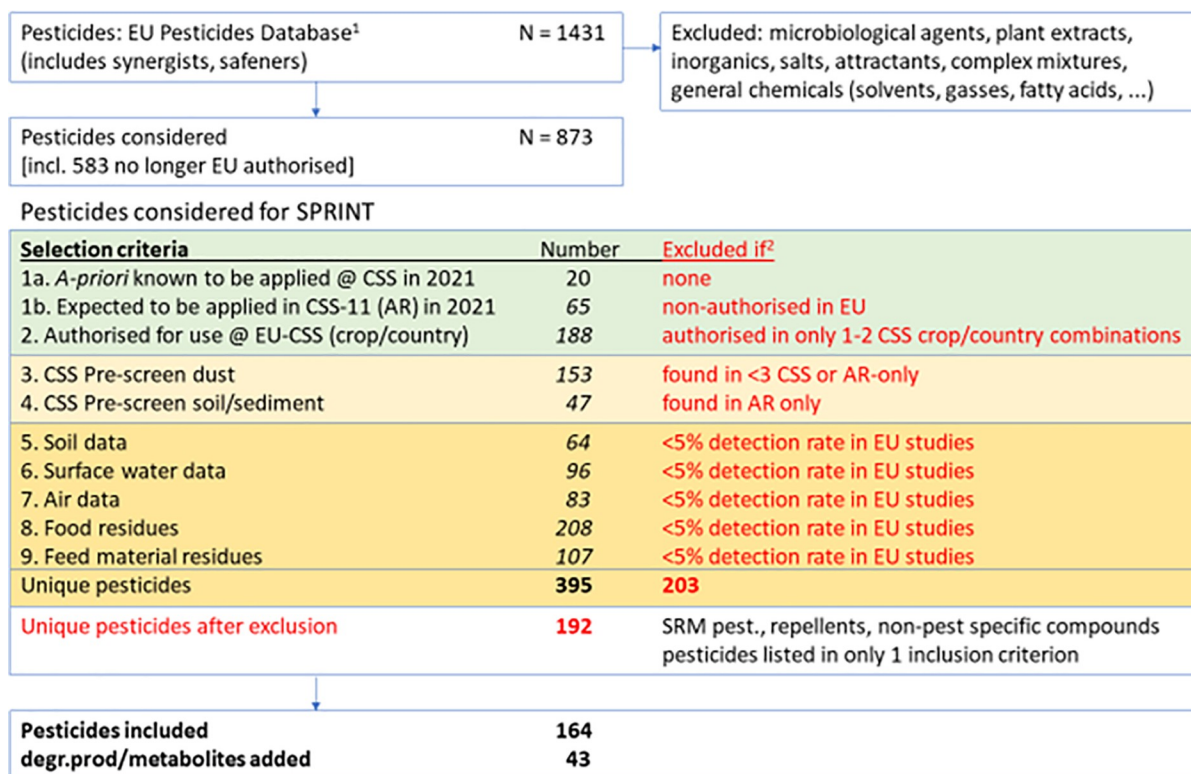 Pesticides: EU Pesticides Database¹ N = 1431
(includes synergists, safeners)
Excluded: microbiological agents, plant extracts,
inorganics, salts, attractants, complex mixtures,
general chemicals (solvents, gasses, fatty acids, ...)
Pesticides considered N = 873
[incl. 583 no longer EU authorised]
Pesticides considered for SPRINT
Selection criteria Number Excluded if²
1a. A-priori known to be applied @ CSS in 2021 20 none
1b. Expected to be applied in CSS-11 (AR) in 2021 65 non-authorised in EU
2. Authorised for use @ EU-CSS (crop/country) 188 authorised in only 1-2 CSS crop/country combinations
3. CSS Pre-screen dust 153 found in <3 CSS or AR-only
4. CSS Pre-screen soil/sediment 47 found in AR only
5. Soil data 64 <5% detection rate in EU studies
6. Surface water data 96 <5% detection rate in EU studies
7. Air data 83 <5% detection rate in EU studies
8. Food residues 208 <5% detection rate in EU studies
9. Feed material residues 107 <5% detection rate in EU studies
Unique pesticides 395 203
Unique pesticides after exclusion 192 SRM pest., repellents, non-pest specific compounds
pesticides listed in only 1 inclusion criterion
Pesticides included 164
degr.prod/metabolites added 43